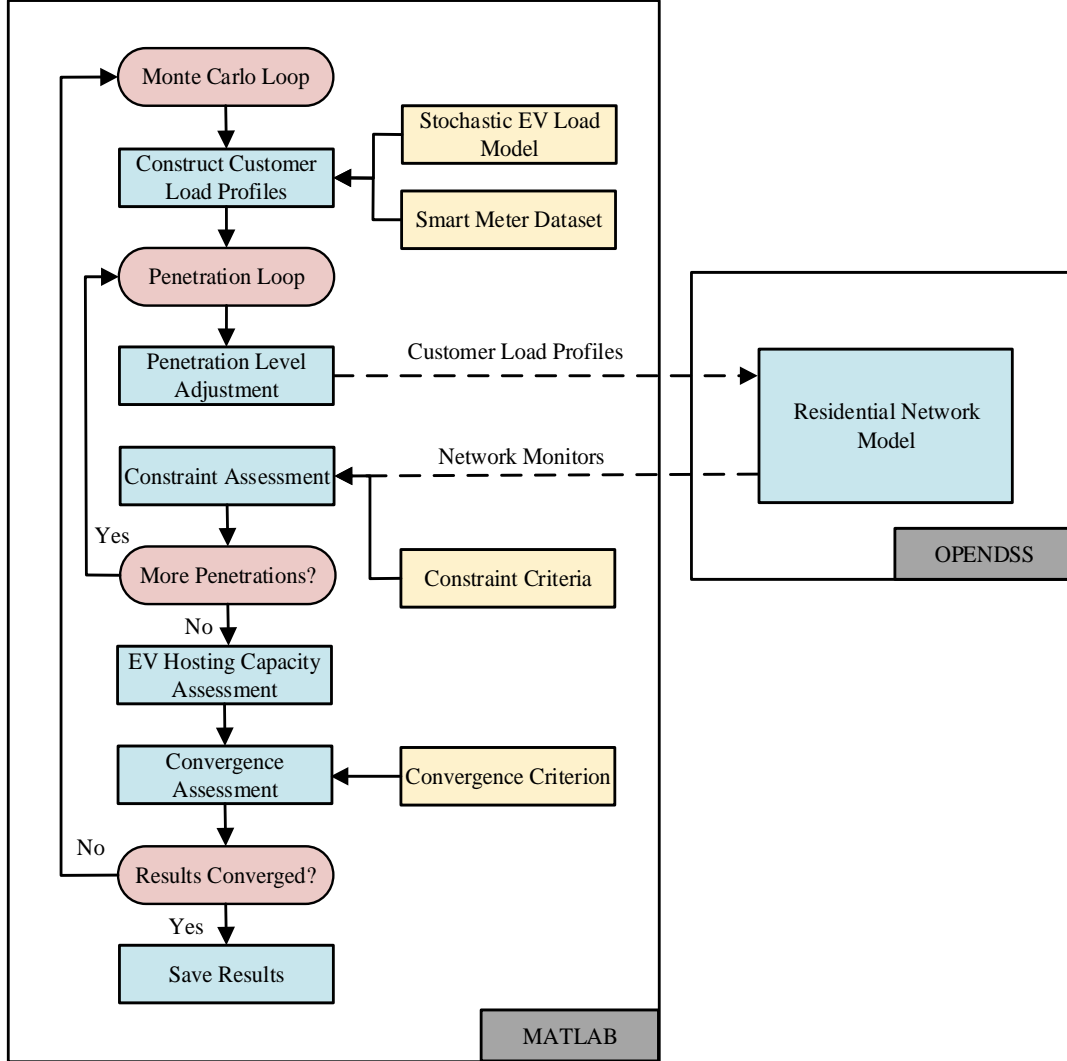 Monte Carlo Loop
Stochastic EV Load
Model
Construct Customer
Load Profiles
Smart Meter Dataset
Penetration Loop
Penetration Level
Adjustment
Customer Load Profiles
Residential Network
Model
Network Monitors
Constraint Assessment
Yes
More Penetrations?
Constraint Criteria
OPENDSS
No
EV Hosting Capacity
Assessment
Convergence
Assessment
Convergence Criterion
No
Results Converged?
Yes
Save Results
MATLAB